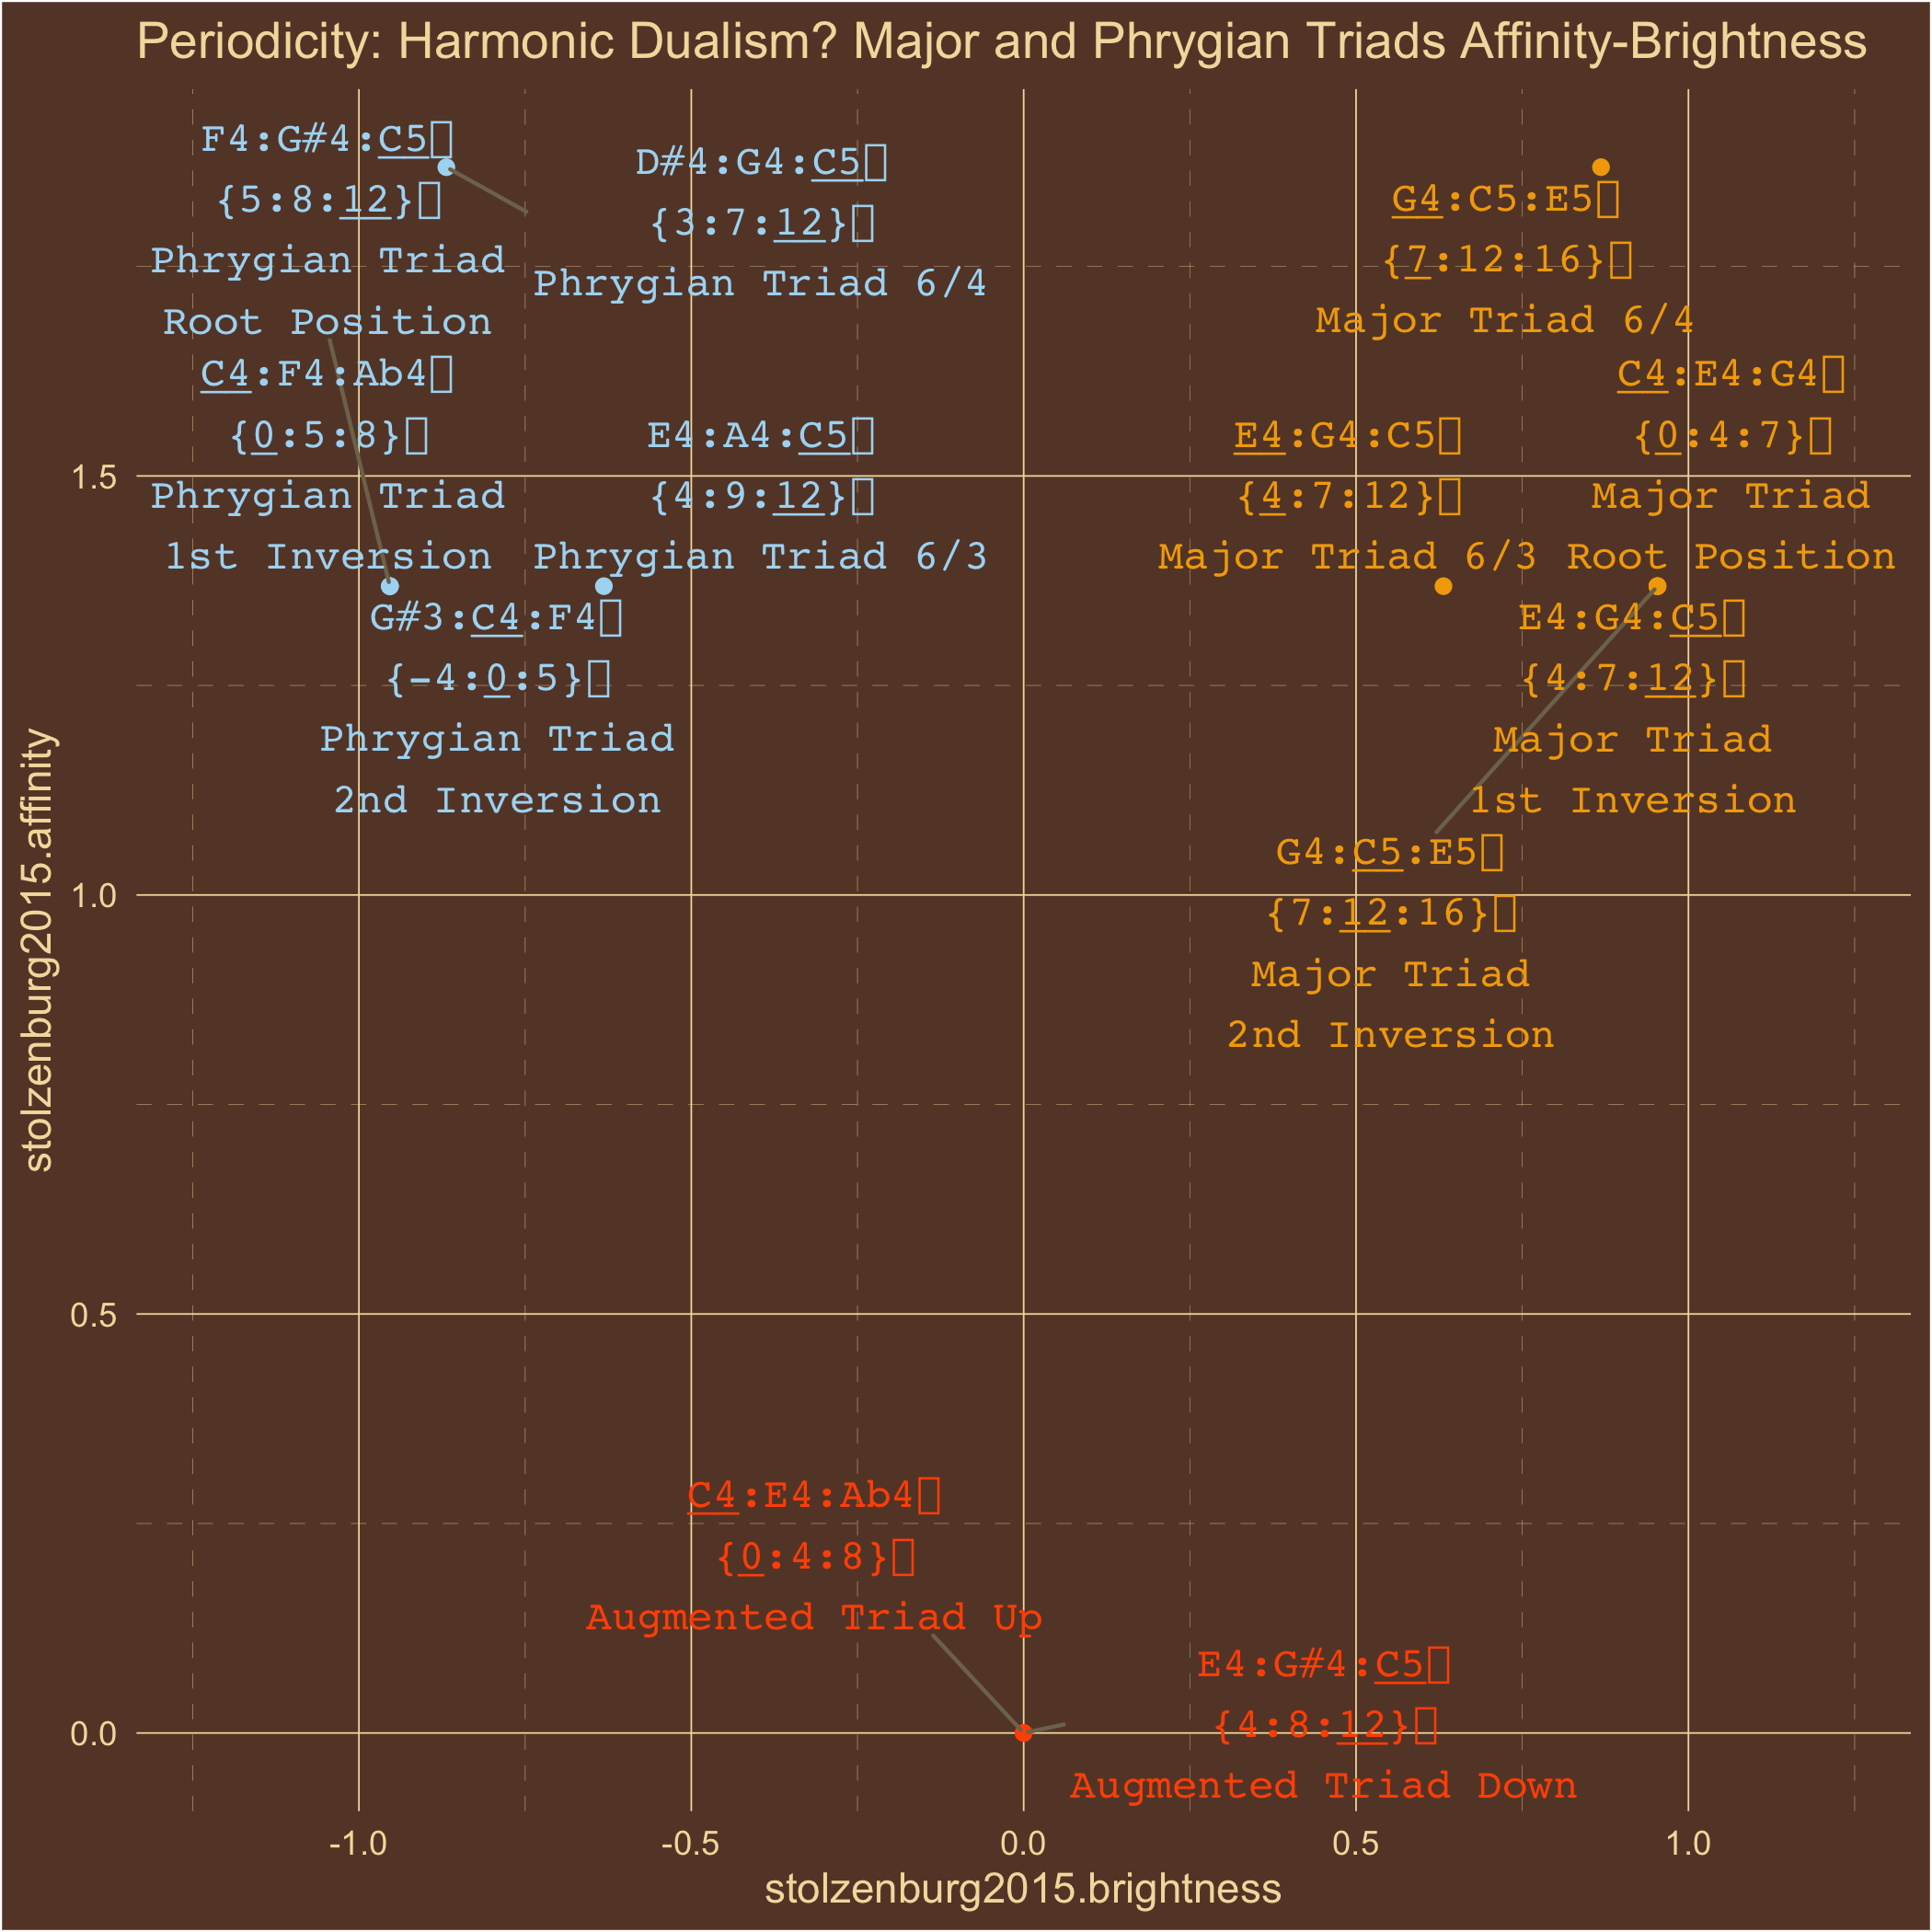 Periodicity: Harmonic Dualism? Major and Phrygian Triads Affinity-Brightness
F4:G#4:C5
{5:8:12}
Phrygian Triad
Root Position
D#4:G4:C5
{3:7:12}
Phrygian Triad 6/4
G4:C5:E5
{7:12:16}
Major Triad 6/4
C4:F4:Ab4
{0:5:8}
Phrygian Triad
1st Inversion
E4:A4:C5
{4:9:12}
Phrygian Triad 6/3
E4:G4:C5
{4:7:12}
Major Triad 6/3
C4:E4:G4
{0:4:7}
Major Triad
Root Position
G#3:C4:F4
{-4:0:5}
Phrygian Triad
2nd Inversion
E4:G4:C5
{4:7:12}
Major Triad
1st Inversion
G4:C5:E5
{7:12:16}
Major Triad
2nd Inversion
C4:E4:Ab4
{0:4:8}
Augmented Triad Up
E4:G#4:C5
{4:8:12}
Augmented Triad Down
1.5
1.0
0.5
0.0
-1.0
-0.5
0.0
0.5
1.0
stolzenburg2015.brightness
stolzenburg2015.affinity